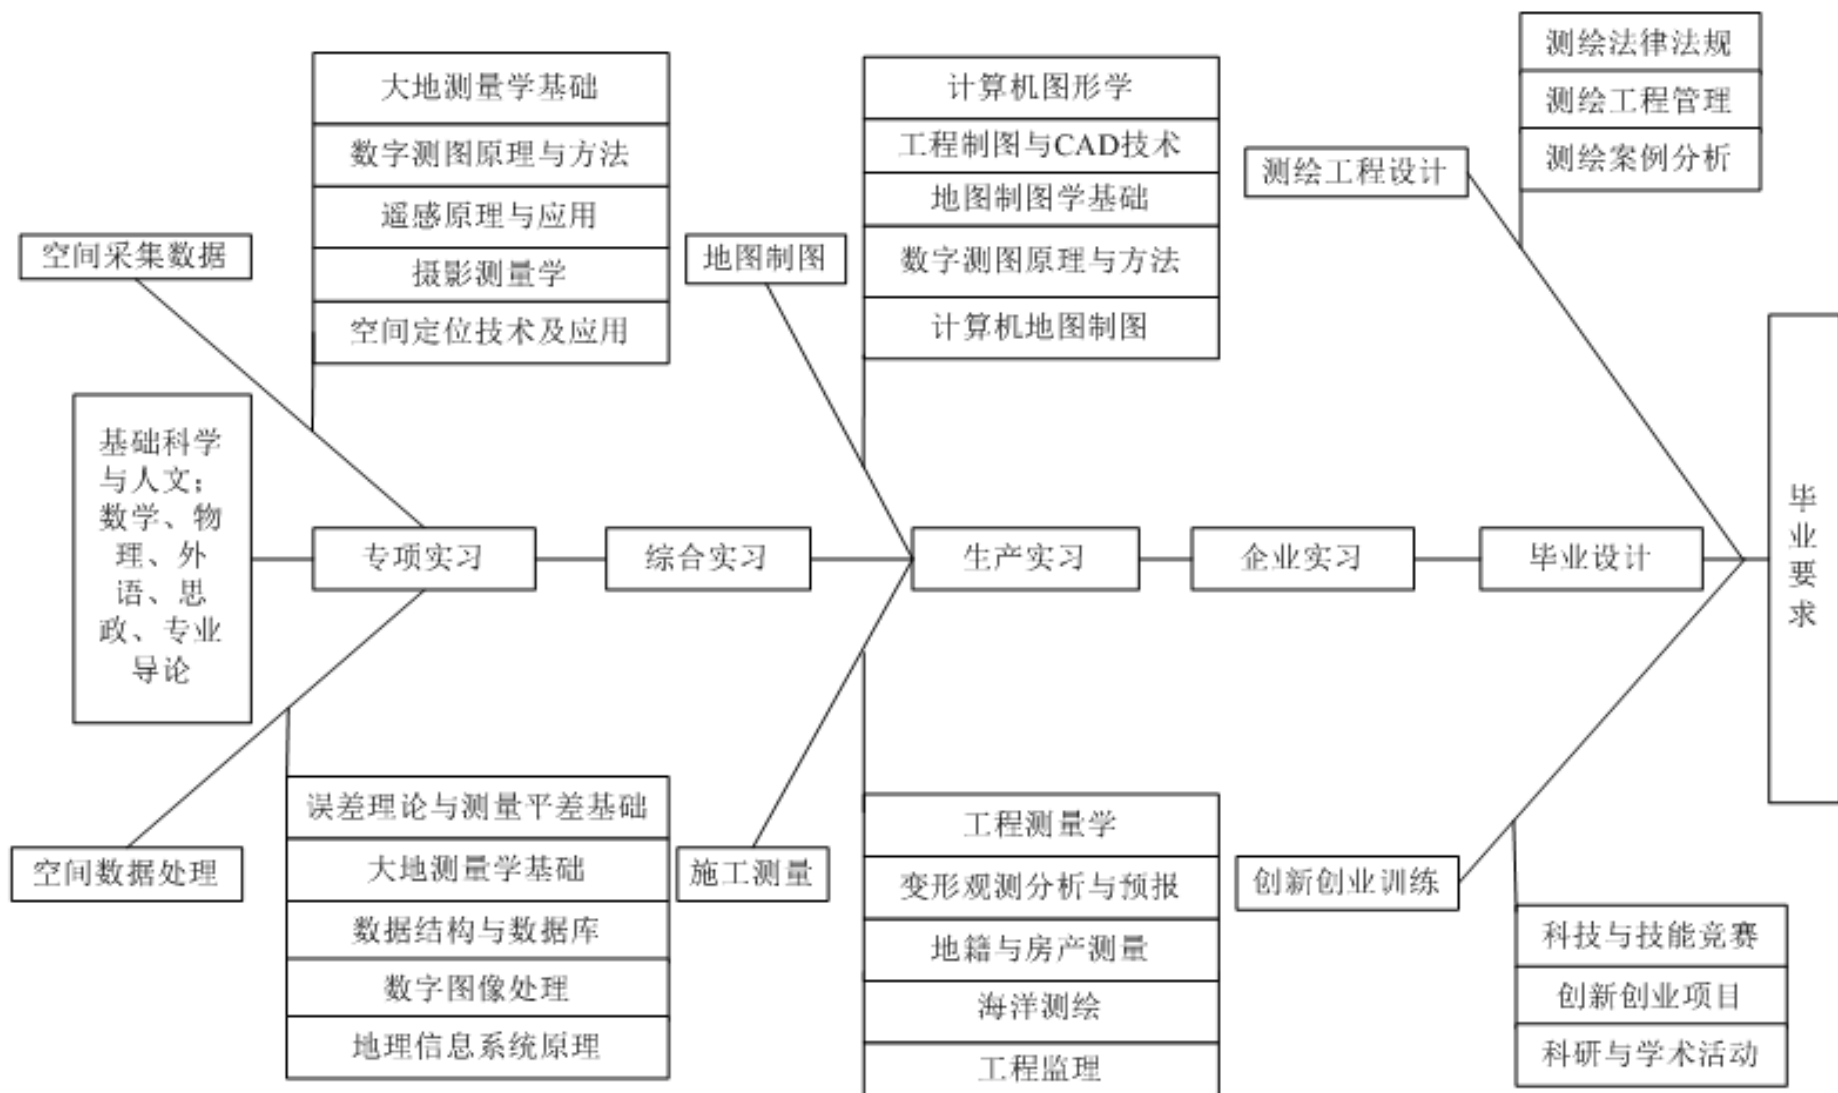 测绘法律法规
测绘工程管理
测绘案例分析
大地测量学基础
数字测图原理与方法
遥感原理与应用
摄影测量学
空间定位技术及应用
计算机图形学
工程制图与CAD技术
地图制图学基础
数字测图原理与方法
计算机地图制图
测绘工程设计
空间采集数据
地图制图
基础科学
与人文；
数学、物
理、外
语、思
政、专业
导论
专项实习
综合实习
生产实习
企业实习
毕业设计
毕
业
要
求
空间数据处理
误差理论与测量平差基础
大地测量学基础
数据结构与数据库
数字图像处理
地理信息系统原理
施工测量
工程测量学
变形观测分析与预报
地籍与房产测量
海洋测绘
工程监理
创新创业训练
科技与技能竞赛
创新创业项目
科研与学术活动